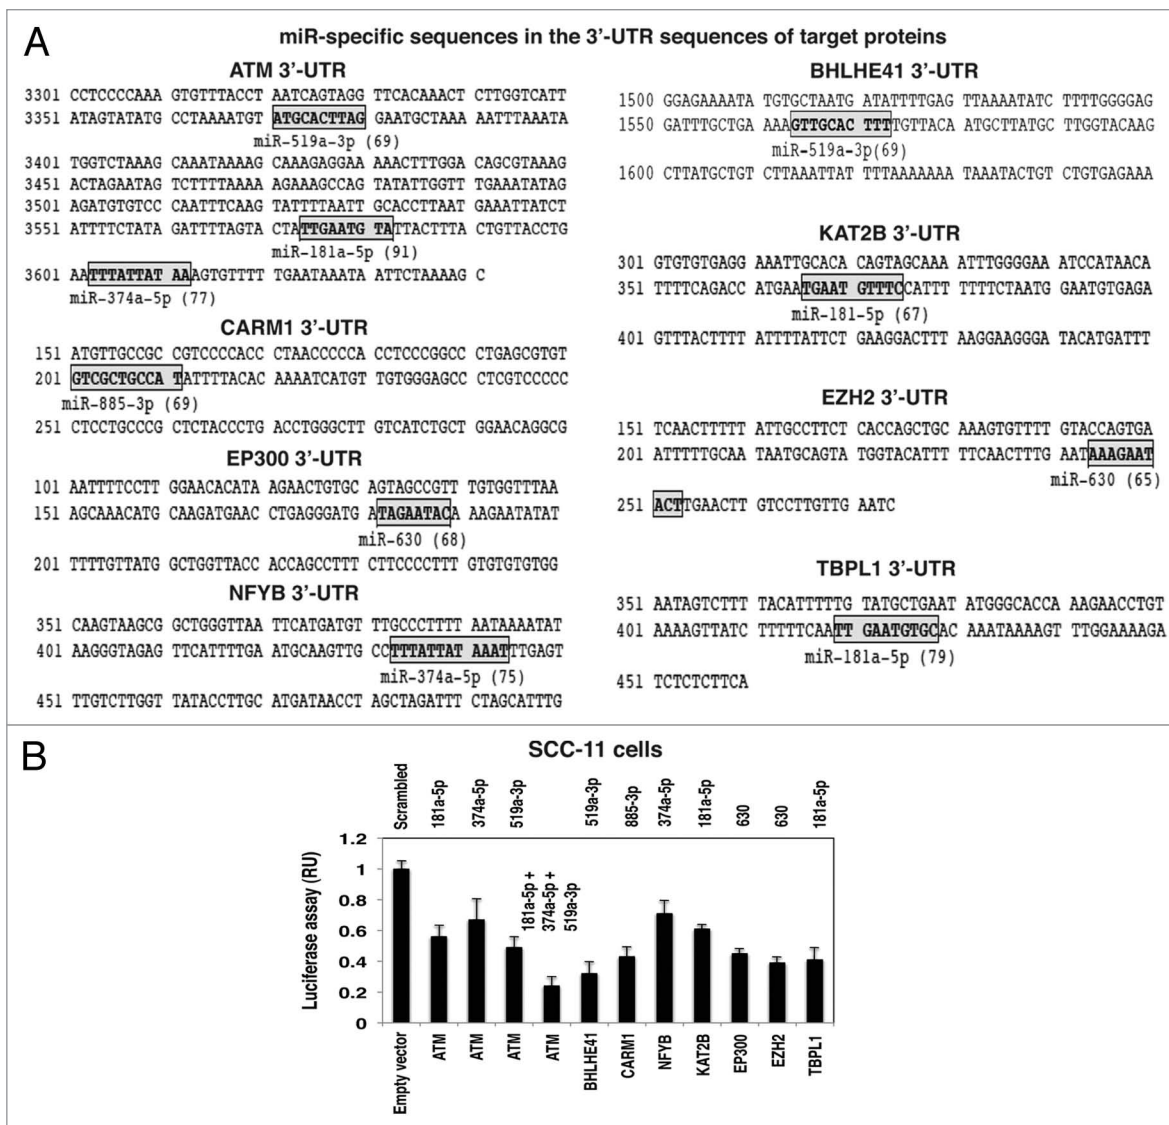 A
miR-specific sequences in the 3'-UTR sequences of target proteins
ATM 3'-UTR
3301 CCTCCCCAAA GTGTTTACCT AATCAGTAGG TTCACAAACT CTTGGTCATT
3351 ATAGTATATG CCTAAAATGT ATGCACTTAG GAATGCTAAA AATTTAAATA
miR-519a-3p (69)
3401 TGGTCTAAAG CAAATAAAAG CAAAGAGGAA AAACTTTGGA CAGCGTAAAG
3451 ACTAGAATAG TCTTTTAAAA AGAAAGCCAG TATATTGGTT TGAAATATAG
3501 AGATGTGTCC CAATTTCAAG TATTTTAATT GCACCTTAAT GAAATTATCT
3551 ATTTTCTATA GATTTTAGTA CTATTGAATG TATTACTTTA CTGTTACCTG
miR-181a-5p (91)
3601 AATTTATTAT AAAGTGTTTT TGAATAAATA ATTCTAAAAG C
miR-374a-5p (77)
CARM1 3'-UTR
151 ATGTTGCCGC CGTCCCCACC CTAACCCCCA CCTCCCGGCC CTGAGCGTGT
201 GTCGCTGCCA TATTTTACAC AAAATCATGT TGTGGGAGCC CTCGTCCCCC
miR-885-3p (69)
251 CTCCTGCCCG CTCTACCCTG ACCTGGGCTT GTCATCTGCT GGAACAGGCG
EP300 3'-UTR
101 AATTTTCCTT GGAACACATA AGAACTGTGC AGTAGCCGTT TGTGGTTTAA
151 AGCAAACATG CAAGATGAAC CTGAGGGATG ATAGAATACA AAGAATATAT
miR-630 (68)
201 TTTTGTTATG GCTGGTTACC ACCAGCCTTT CTTCCCCTTT GTGTGTGTGG
NFYB 3'-UTR
351 CAAGTAAGCG GCTGGGTTAA TTCATGATGT TTGCCCTTTT AATAAAATAT
401 AAGGGTAGAG TTCATTTTGA ATGCAAGTTG CCTTTATTAT AAATTTGAGT
miR-374a-5p (75)
451 TTGTCTTGGT TATACCTTGC ATGATAACCT AGCTAGATTT CTAGCATTTG
BHLHE41 3'-UTR
1500 GGAGAAAATA TGTGCTAATG ATATTTTGAG TTAAAATATC TTTTGGGGAG
1550 GATTTGCTGA AAAGTTGCAC TTTTGTTACA ATGCTTATGC TTGGTACAAG
miR-519a-3p(69)
1600 CTTATGCTGT CTTAAATTAT TTTAAAAAAA TAAATACTGT CTGTGAGAAA
KAT2B 3'-UTR
301 GTGTGTGAGG AAATTGCACA CAGTAGCAAA ATTTGGGGAA ATCCATAACA
351 TTTTCAGACC ATGAATGAAT GTTTCCATTT TTTTCTAATG GAATGTGAGA
miR-181-5p (67)
401 GTTTACTTTT ATTTTATTCT GAAGGACTTT AAGGAAGGGA TACATGATTT
EZH2 3'-UTR
151 TCAACTTTTT ATTGCCTTCT CACCAGCTGC AAAGTGTTTT GTACCAGTGA
201 ATTTTTGCAA TAATGCAGTA TGGTACATTT TTCAACTTTG AATAAAGAAT
miR-630 (65)
251 ACTTGAACTT GTCCTTGTTG AATC
TBPL1 3'-UTR
351 AATAGTCTTT TACATTTTTG TATGCTGAAT ATGGGCACCA AAGAACCTGT
401 AAAAGTTATC TTTTTCAATT GAATGTGCAC AAATAAAAGT TTGGAAAAGA
miR-181a-5p (79)
451 TCTCTCTTCA
B
SCC-11 cells
Scrambled
181a-5p
374a-5p
519a-3p
519a-3p
885-3p
374a-5p
181a-5p
630
630
181a-5p
181a-5p +
374a-5p +
519a-3p
Luciferase assay (RU)
1.2
1
0.8
0.6
0.4
0.2
0
Empty vector
ATM
ATM
ATM
ATM
BHLHE41
CARM1
NFYB
KAT2B
EP300
EZH2
TBPL1